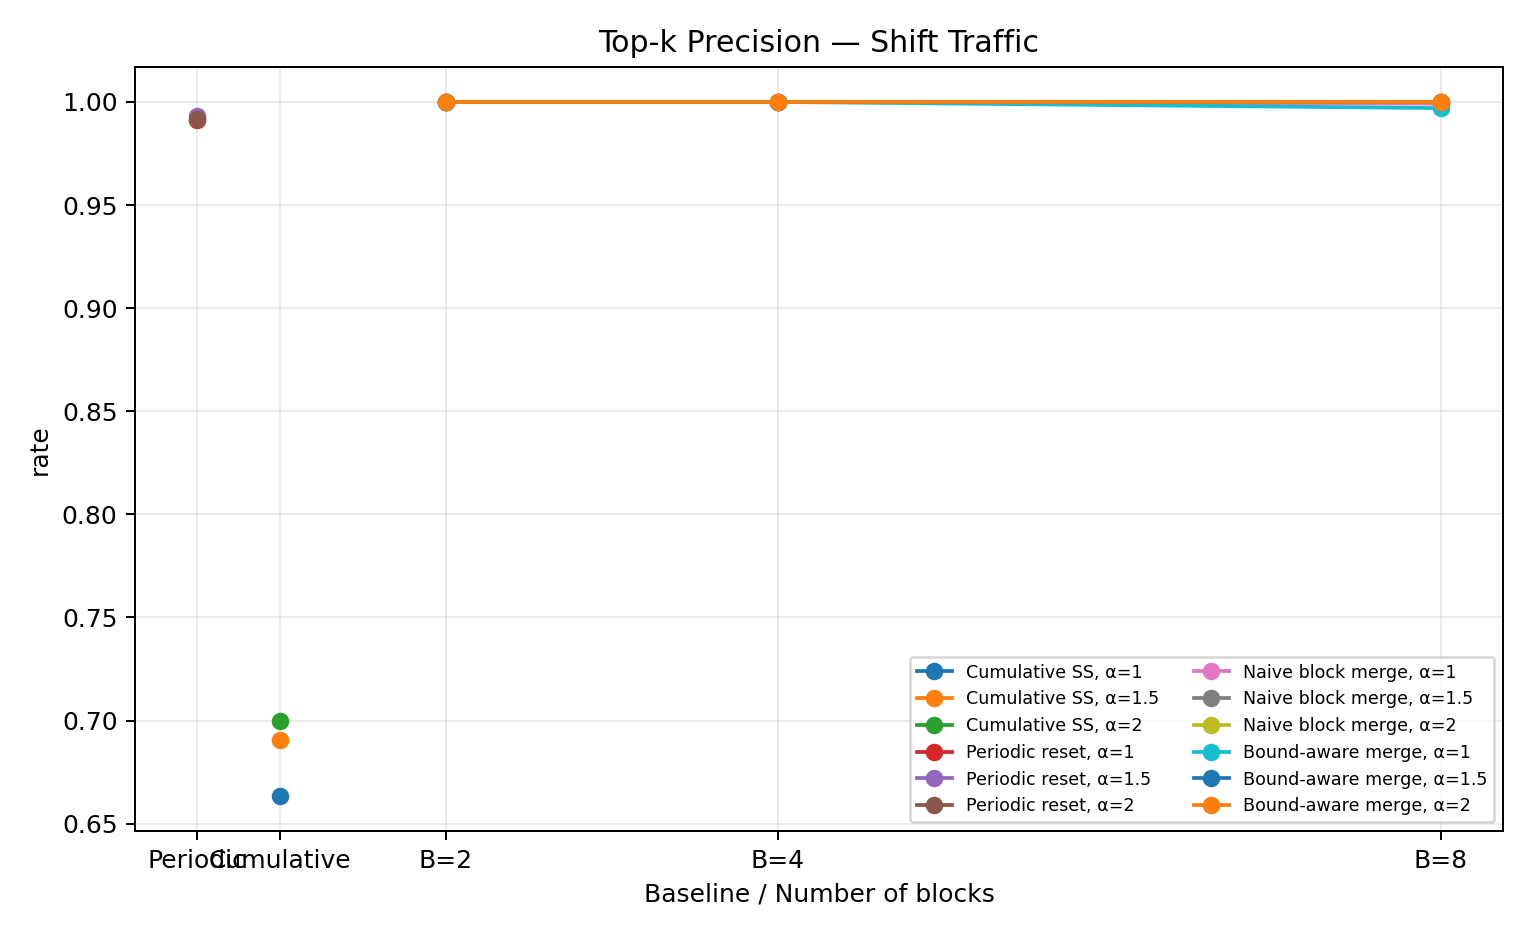 Top-k Precision — Shift Traffic
1.00
0.95
0.90
0.85
0.80
0.75
0.70
0.65
rate
Cumulative SS, α=1
Cumulative SS, α=1.5
Cumulative SS, α=2
Periodic reset, α=1
Periodic reset, α=1.5
Periodic reset, α=2
Naive block merge, α=1
Naive block merge, α=1.5
Naive block merge, α=2
Bound-aware merge, α=1
Bound-aware merge, α=1.5
Bound-aware merge, α=2
Periodic Cumulative B=2 B=4 B=8
Baseline / Number of blocks